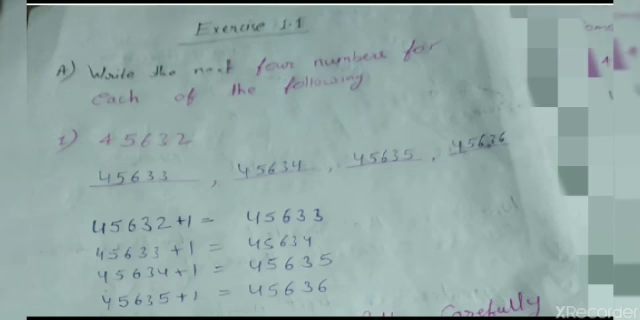 Exercise 1.1
A) Write the next four numbers for
each of the following
1) 45632
45633 , 45634 , 45635 , 45636
45632+1 = 45633
45633 +1 = 45634
45634+1 = 45635
45635+1 = 45636
Carefully
XRecorder